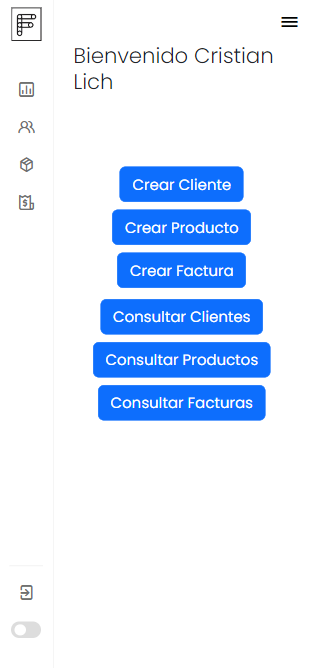 Bienvenido Cristian
Lich
Crear Cliente
Crear Producto
Crear Factura
Consultar Clientes
Consultar Productos
Consultar Facturas